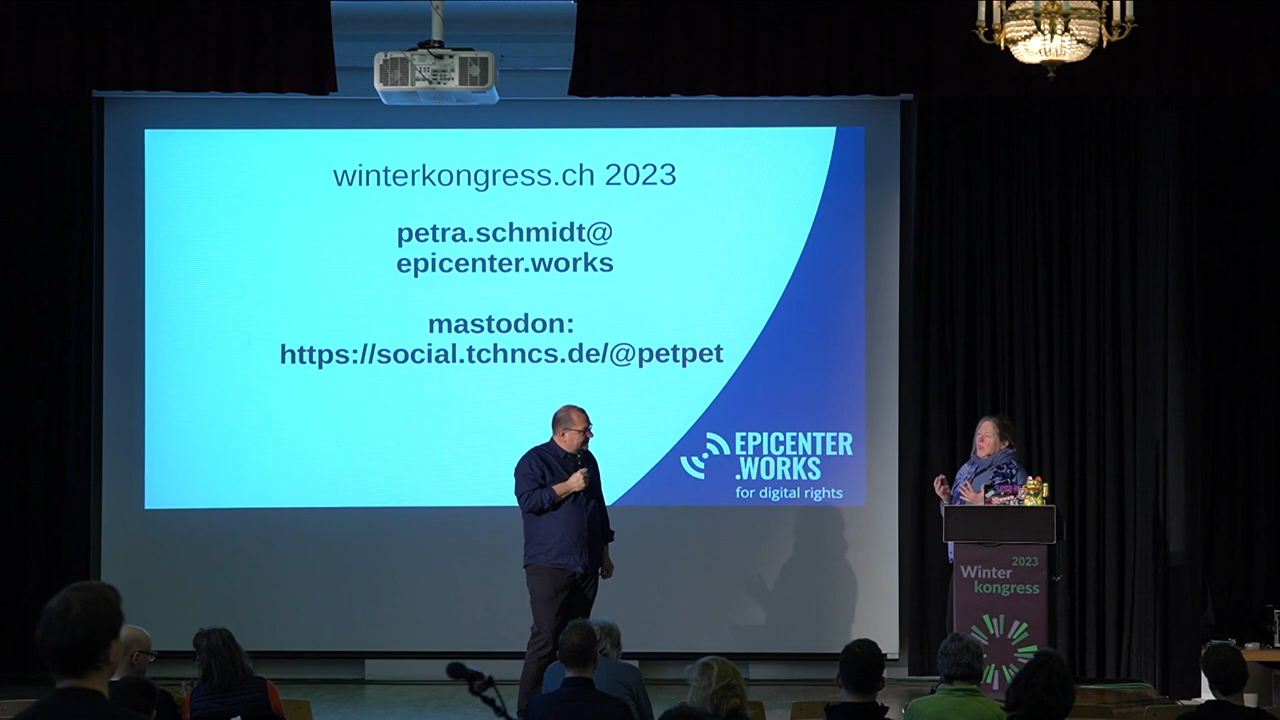 winterkongress.ch 2023
petra.schmidt@
epicenter.works
mastodon:
https://social.tchncs.de/@petpet
EPICENTER
.WORKS
for digital rights
2023
Winter
kongress